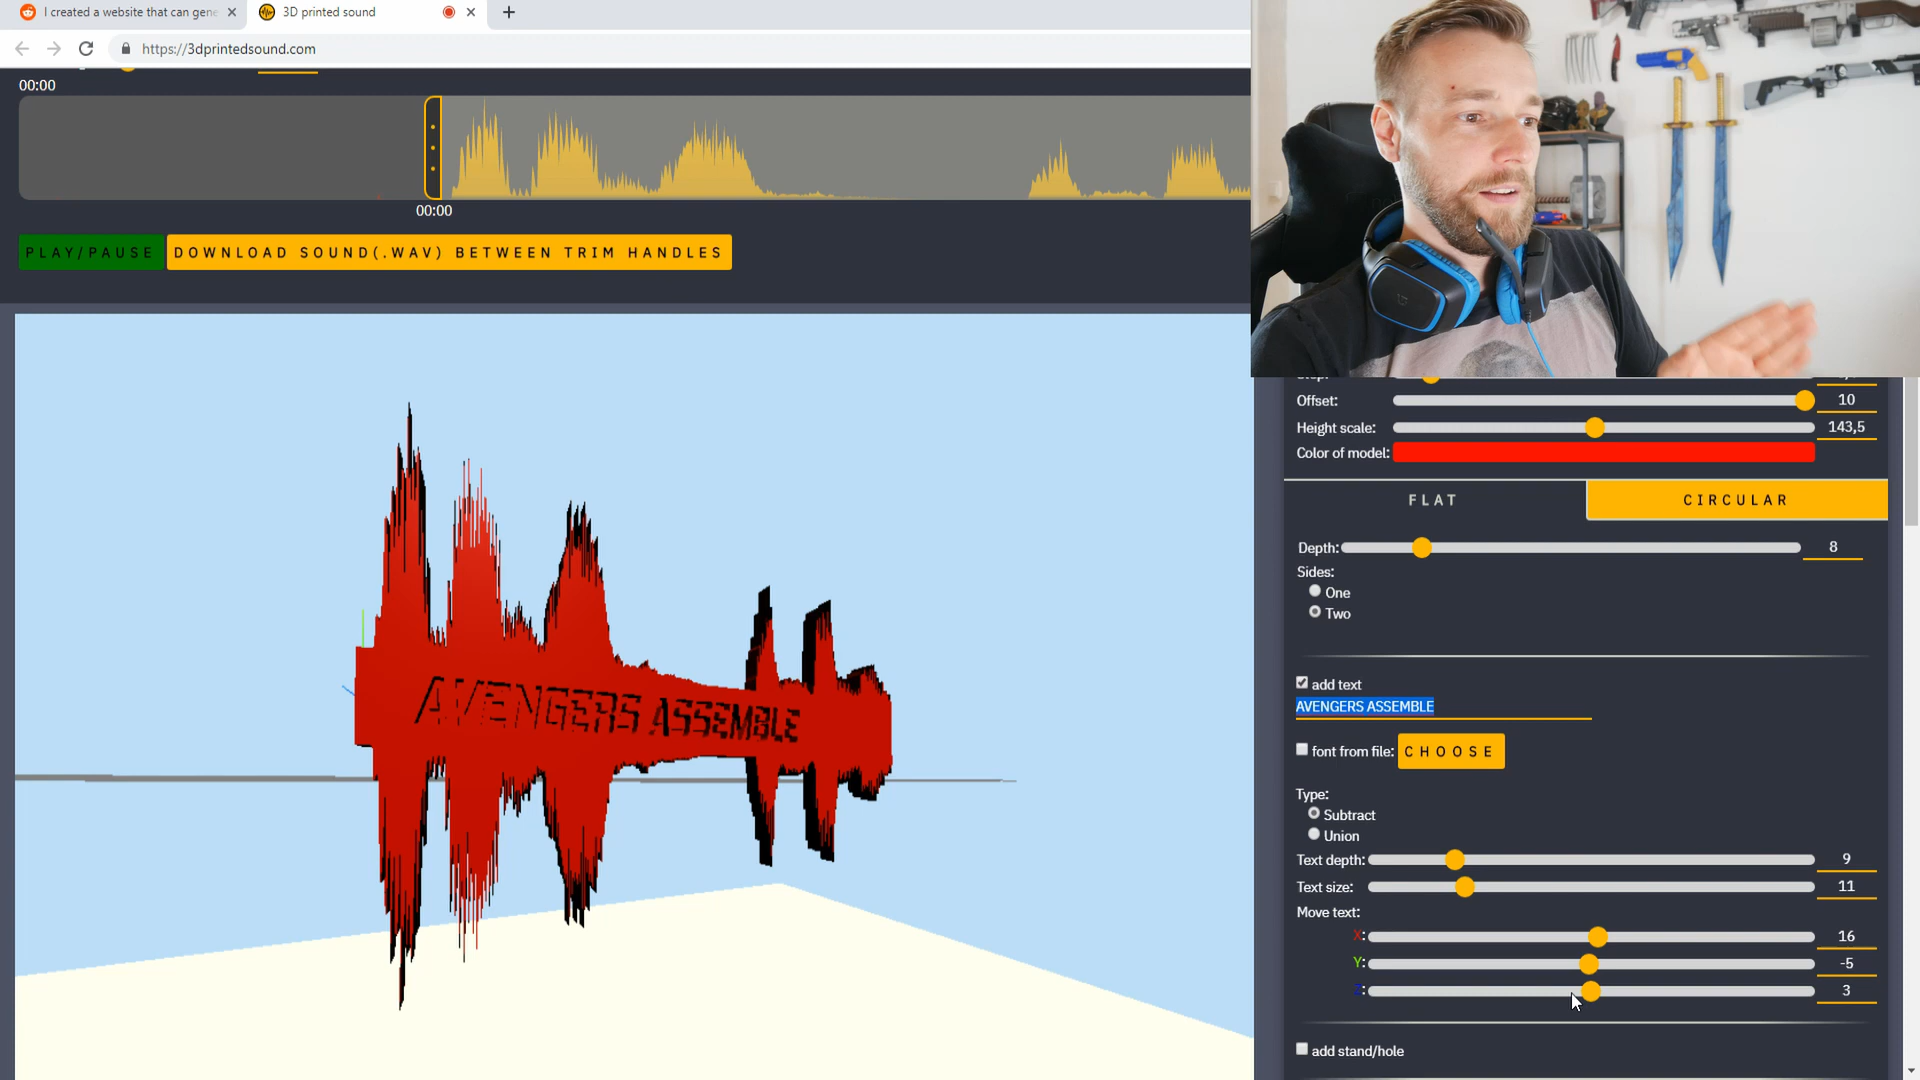 I created a website that can gene
3D printed sound
https://3dprintedsound.com
00:00
00:00
PLAY/PAUSE
DOWNLOAD SOUND(.WAV) BETWEEN TRIM HANDLES
Offset: 10
Height scale: 143,5
Color of model:
FLAT
CIRCULAR
Depth: 8
Sides:
One
Two
add text
AVENGERS ASSEMBLE
font from file: CHOOSE
Type:
Subtract
Union
Text depth: 9
Text size: 11
Move text:
X: 16
Y: -5
Z: 3
add stand/hole
AVENGERS ASSEMBLE